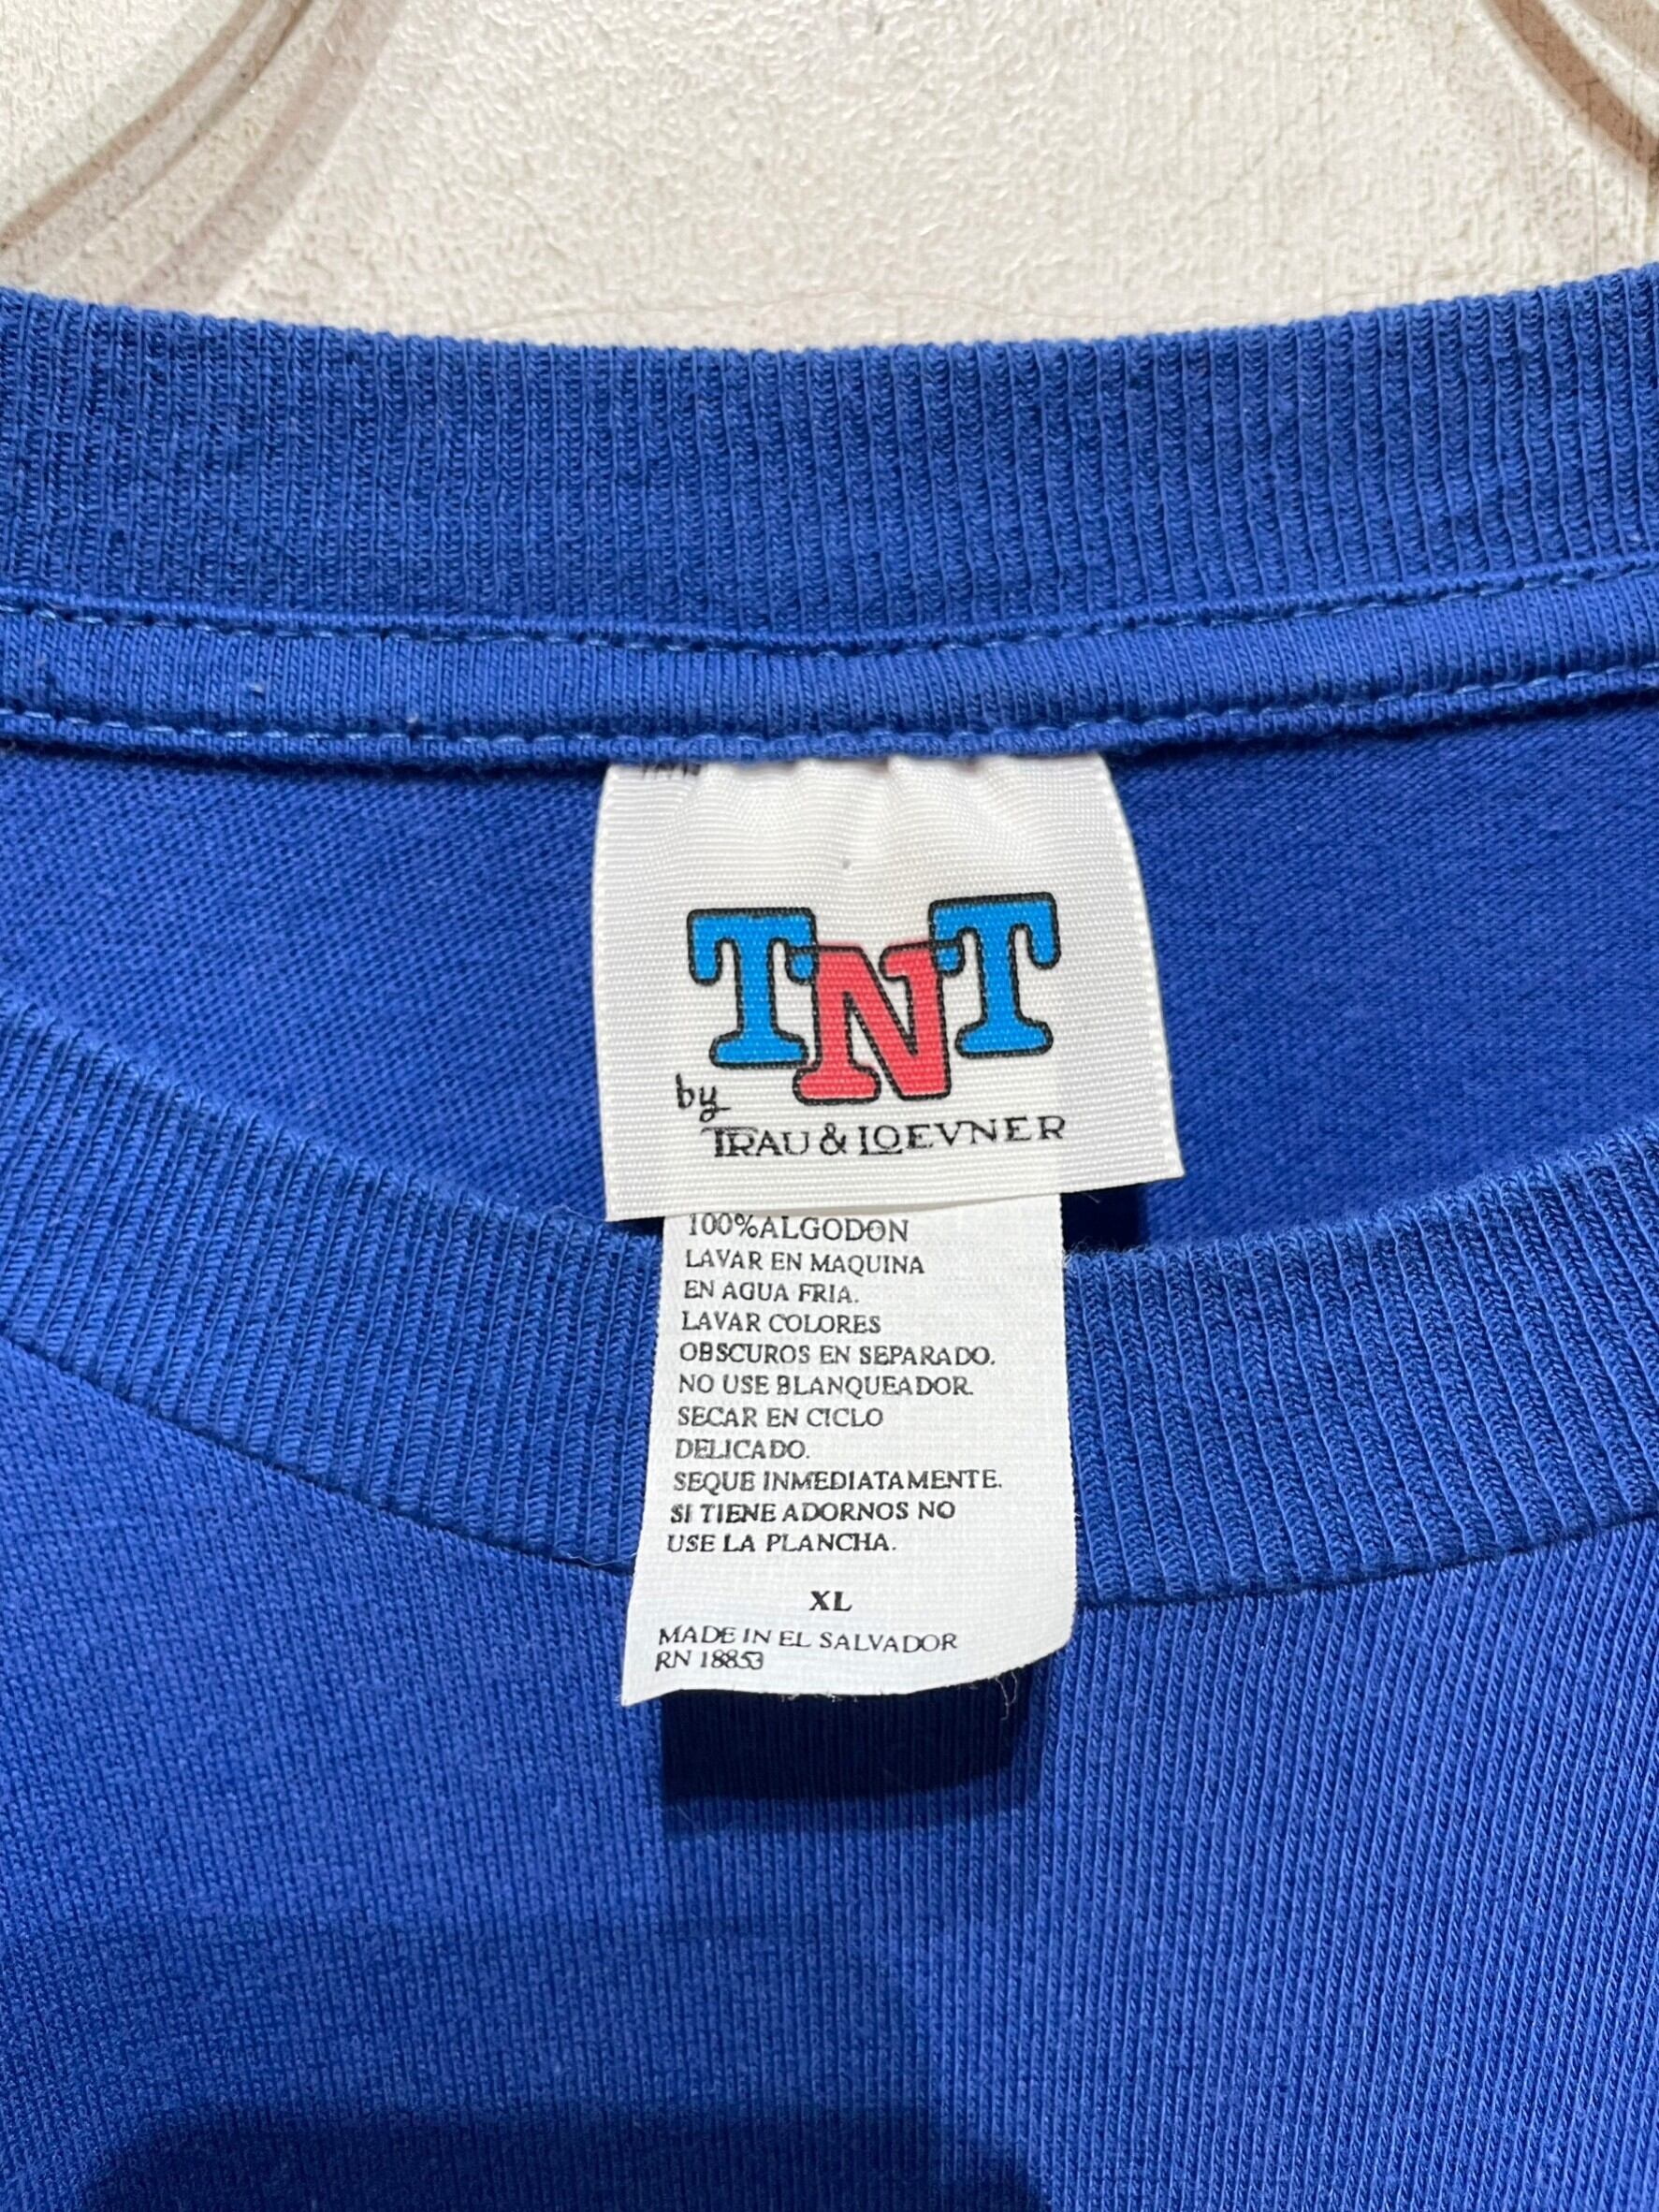 TNT
by
TRAU & LOEVNER
100%ALGODON
LAVAR EN MAQUINA
EN AGUA FRIA.
LAVAR COLORES
OBSCUROS EN SEPARADO.
NO USE BLANQUEADOR.
SECAR EN CICLO
DELICADO.
SEQUE INMEDIATAMENTE.
SI TIENE ADORNOS NO
USE LA PLANCHA.
XL
MADE IN EL SALVADOR
RN 18853